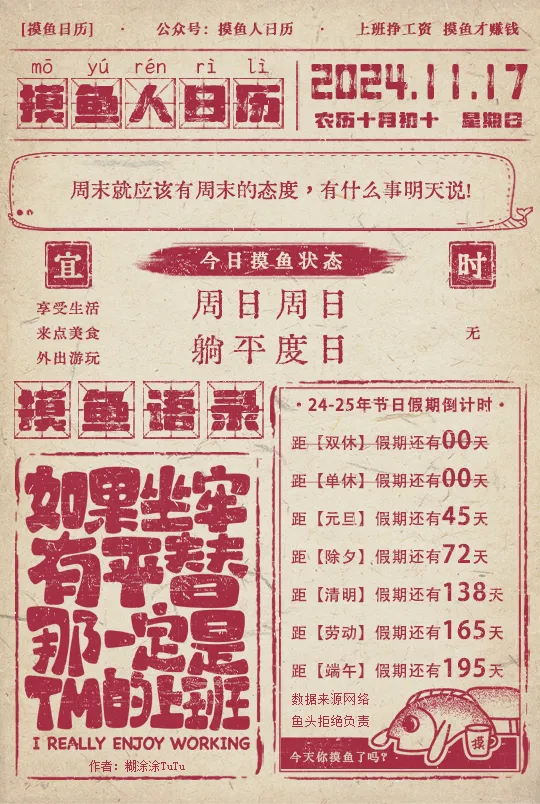 [摸鱼日历] · 公众号：摸鱼人日历 · 上班挣工资 摸鱼才赚钱
mō yú rén rì lì
摸鱼人日历
2024.11.17
农历十月初十 星期日
周末就应该有周末的态度，有什么事明天说!
宜
享受生活
来点美食
外出游玩
今日摸鱼状态
周日周日
躺平度日
时
无
摸鱼语录
如果坐牢
有平替
那一定是
TM的上班
I REALLY ENJOY WORKING
作者：糊涂涂TuTu
·24-25年节日假期倒计时·
距【双休】假期还有00天
距【单休】假期还有00天
距【元旦】假期还有45天
距【除夕】假期还有72天
距【清明】假期还有138天
距【劳动】假期还有165天
距【端午】假期还有195天
数据来源网络
鱼头拒绝负责
今天你摸鱼了吗？
摸